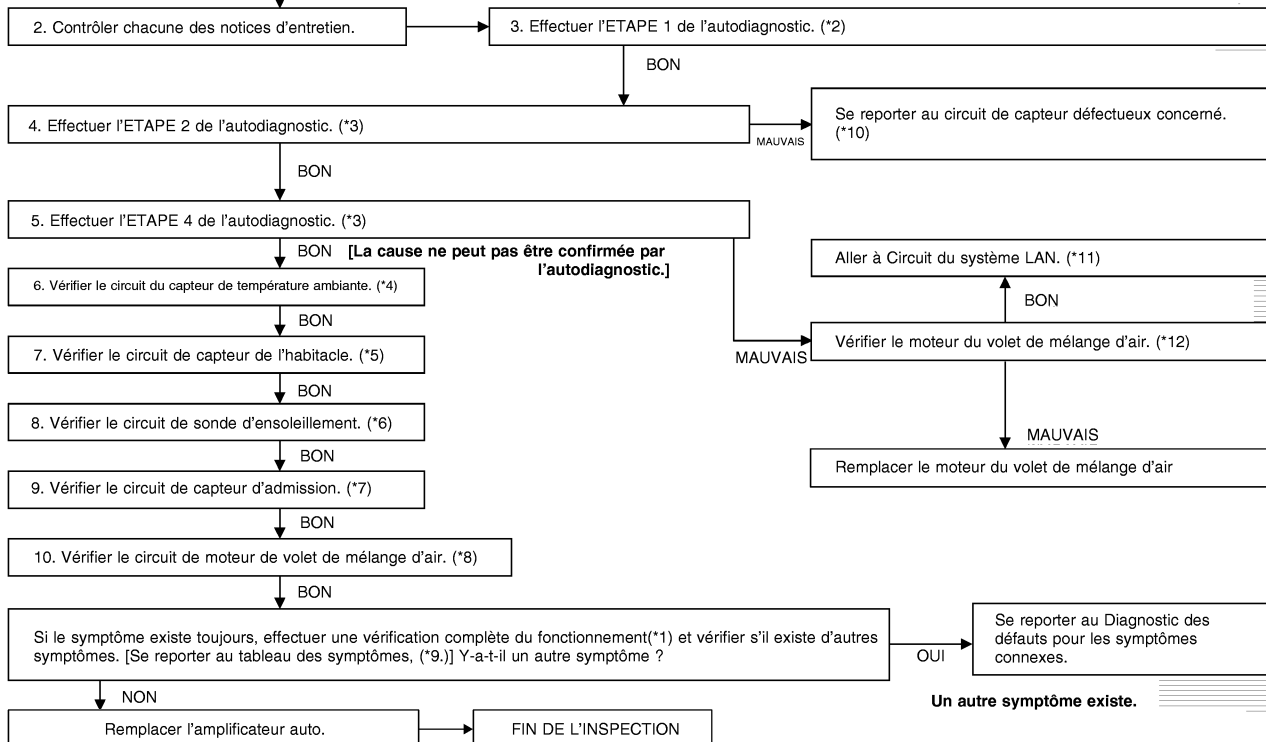 2. Contrôler chacune des notices d'entretien.
3. Effectuer l'ETAPE 1 de l'autodiagnostic. (*2)
BON
4. Effectuer l'ETAPE 2 de l'autodiagnostic. (*3)
MAUVAIS
Se reporter au circuit de capteur défectueux concerné.
(*10)
BON
5. Effectuer l'ETAPE 4 de l'autodiagnostic. (*3)
BON
[La cause ne peut pas être confirmée par
l'autodiagnostic.]
Aller à Circuit du système LAN. (*11)
6. Vérifier le circuit du capteur de température ambiante. (*4)
BON
BON
MAUVAIS
Vérifier le moteur du volet de mélange d'air. (*12)
7. Vérifier le circuit de capteur de l'habitacle. (*5)
BON
8. Vérifier le circuit de sonde d'ensoleillement. (*6)
MAUVAIS
BON
Remplacer le moteur du volet de mélange d'air
9. Vérifier le circuit de capteur d'admission. (*7)
BON
10. Vérifier le circuit de moteur de volet de mélange d'air. (*8)
BON
Si le symptôme existe toujours, effectuer une vérification complète du fonctionnement(*1) et vérifier s'il existe d'autres
symptômes. [Se reporter au tableau des symptômes, (*9.)] Y-a-t-il un autre symptôme ?
OUI
Se reporter au Diagnostic des
défauts pour les symptômes
connexes.
NON
Un autre symptôme existe.
Remplacer l'amplificateur auto.
FIN DE L'INSPECTION